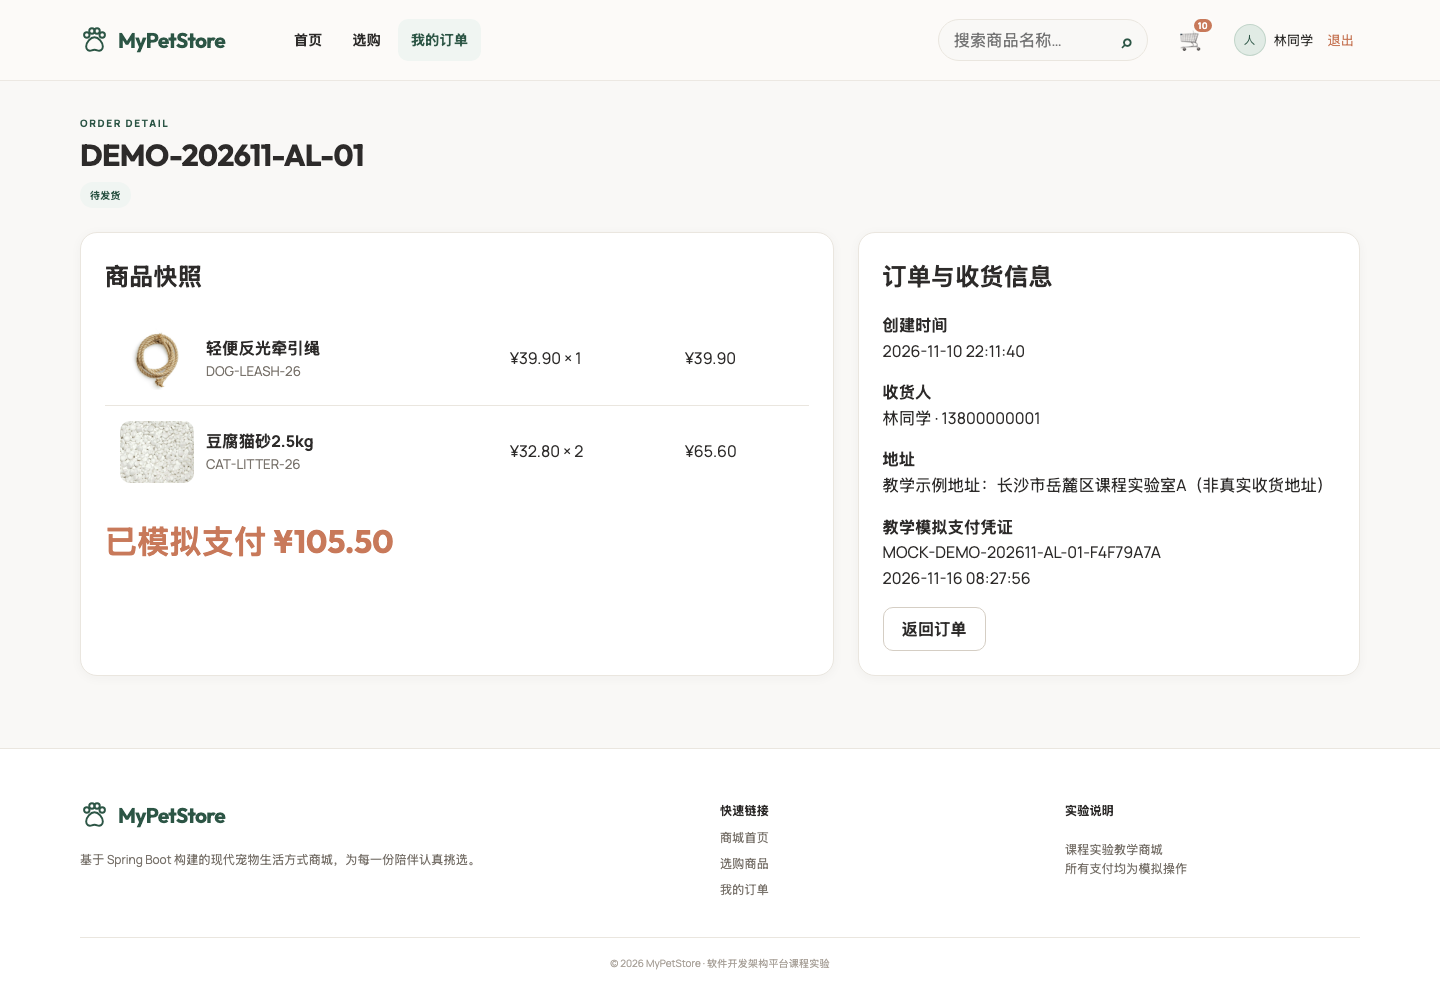 MyPetStore
首页
选购
我的订单
搜索商品名称...
10
人
林同学
退出
ORDER DETAIL
DEMO-202611-AL-01
待发货
商品快照
轻便反光牵引绳
DOG-LEASH-26
¥39.90 × 1
¥39.90
豆腐猫砂2.5kg
CAT-LITTER-26
¥32.80 × 2
¥65.60
已模拟支付 ¥105.50
订单与收货信息
创建时间
2026-11-10 22:11:40
收货人
林同学 · 13800000001
地址
教学示例地址：长沙市岳麓区课程实验室A（非真实收货地址）
教学模拟支付凭证
MOCK-DEMO-202611-AL-01-F4F79A7A
2026-11-16 08:27:56
返回订单
MyPetStore
基于 Spring Boot 构建的现代宠物生活方式商城，为每一份陪伴认真挑选。
快速链接
商城首页
选购商品
我的订单
实验说明
课程实验教学商城
所有支付均为模拟操作
© 2026 MyPetStore · 软件开发架构平台课程实验